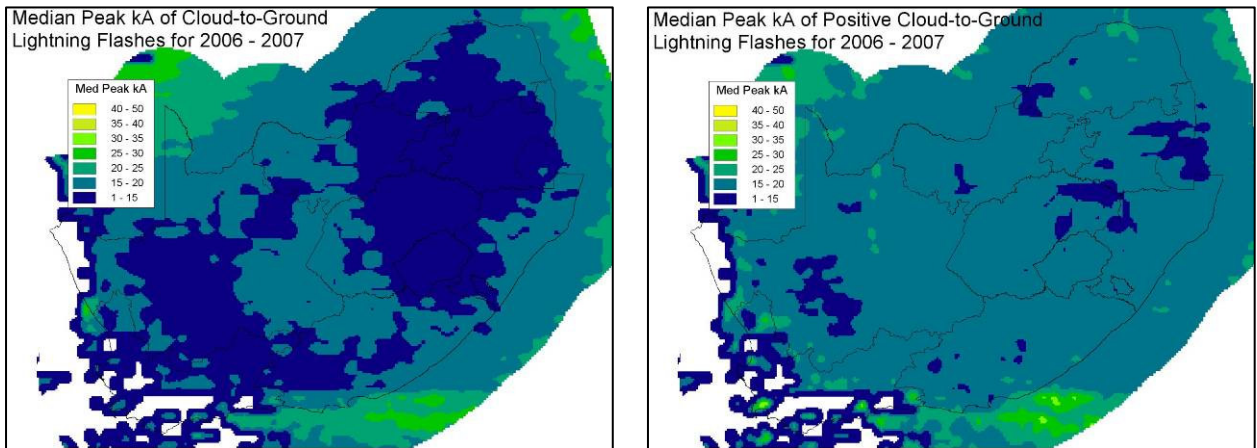 Median Peak kA of Cloud-to-Ground
Lightning Flashes for 2006 - 2007
Med Peak kA
40 - 50
35 - 40
30 - 35
25 - 30
20 - 25
15 - 20
1 - 15
Median Peak kA of Positive Cloud-to-Ground
Lightning Flashes for 2006 - 2007
Med Peak kA
40 - 50
35 - 40
30 - 35
25 - 30
20 - 25
15 - 20
1 - 15